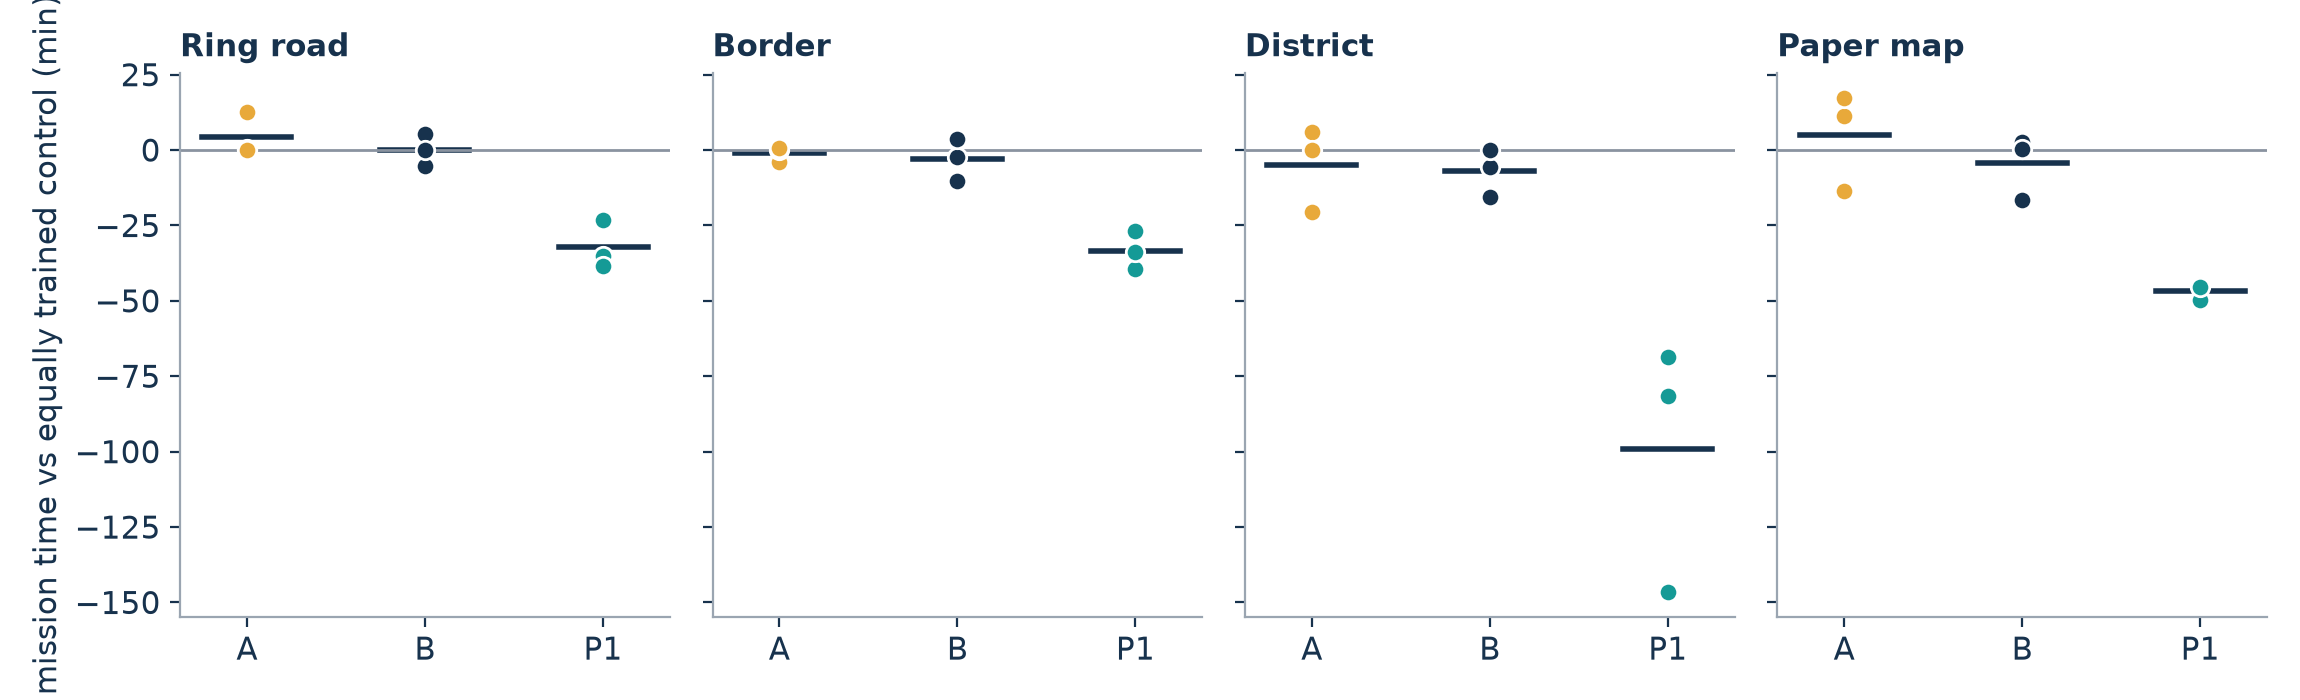 mission time vs equally trained control (min)
Ring road
Border
District
Paper map
25
0
−25
−50
−75
−100
−125
−150
A
B
P1
A
B
P1
A
B
P1
A
B
P1